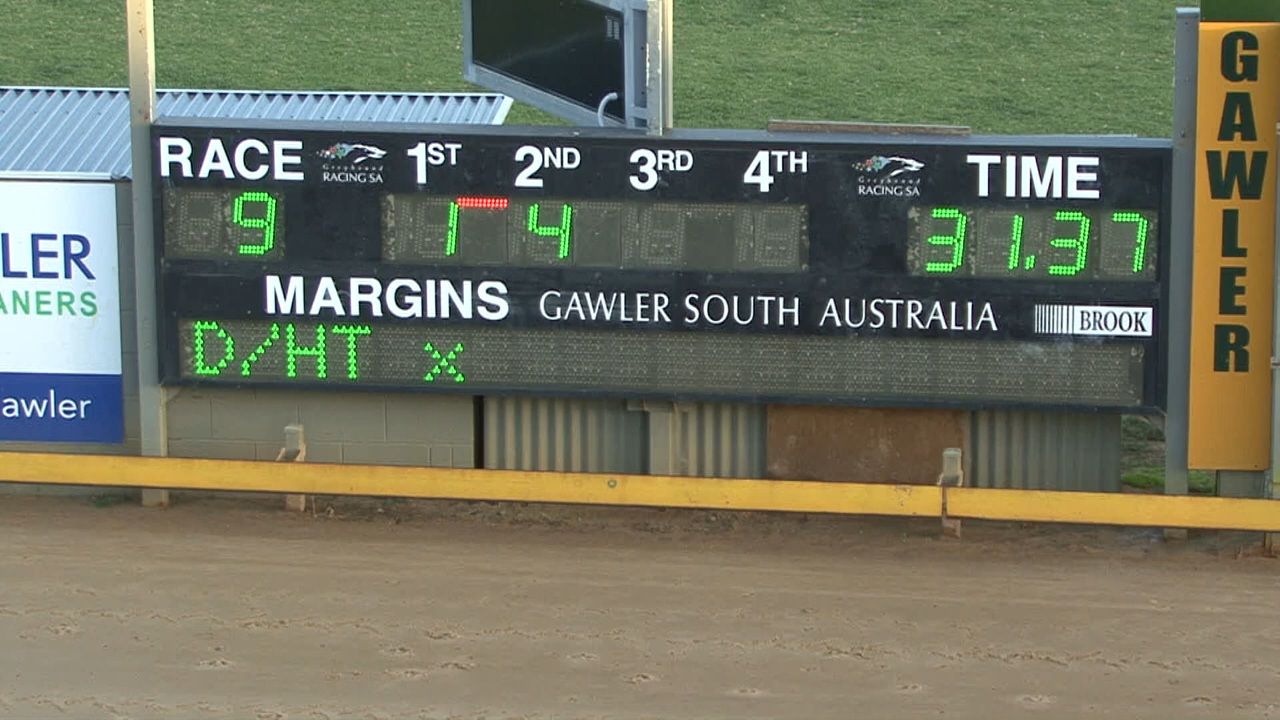 RACE 1ST 2ND 3RD 4TH TIME
Greyhound RACING SA
Greyhound RACING SA
9 1 4 31.37
MARGINS GAWLER SOUTH AUSTRALIA BROOK
D/HT x
LER
ANERS
awler
GAWLER